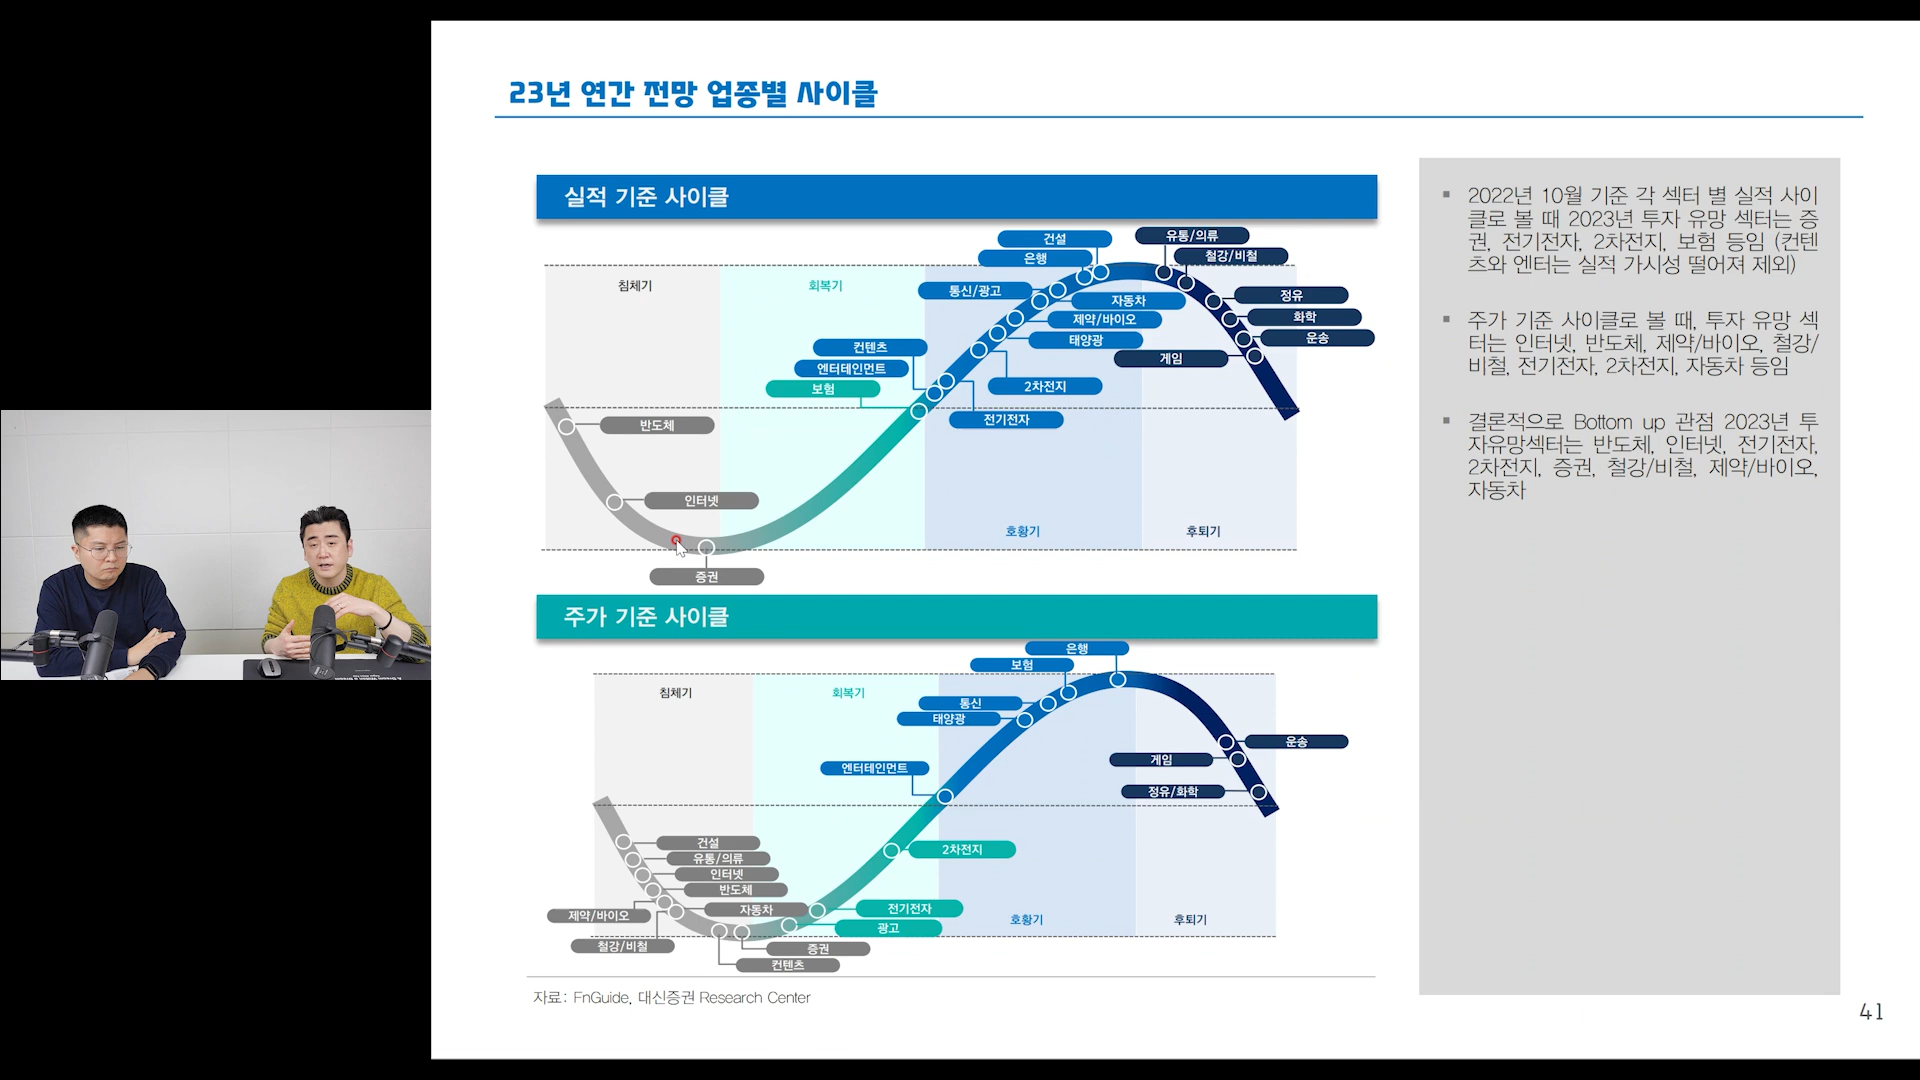 23년 연간 전망 업종별 사이클
실적 기준 사이클
침체기
회복기
호황기
후퇴기
건설
은행
통신/광고
유통/의류
철강/비철
정유
화학
운송
게임
자동차
제약/바이오
태양광
2차전지
전기전자
컨텐츠
엔터테인먼트
보험
반도체
인터넷
증권
주가 기준 사이클
침체기
회복기
호황기
후퇴기
은행
보험
통신
태양광
엔터테인먼트
운송
게임
정유/화학
2차전지
건설
유통/의류
인터넷
반도체
자동차
제약/바이오
철강/비철
전기전자
광고
증권
컨텐츠
자료: FnGuide, 대신증권 Research Center
▪ 2022년 10월 기준 각 섹터 별 실적 사이
클로 볼 때 2023년 투자 유망 섹터는 증
권, 전기전자, 2차전지, 보험 등임 (컨텐
츠와 엔터는 실적 가시성 떨어져 제외)
▪ 주가 기준 사이클로 볼 때, 투자 유망 섹
터는 인터넷, 반도체, 제약/바이오, 철강/
비철, 전기전자, 2차전지, 자동차 등임
▪ 결론적으로 Bottom up 관점 2023년 투
자유망섹터는 반도체, 인터넷, 전기전자,
2차전지, 증권, 철강/비철, 제약/바이오,
자동차
41